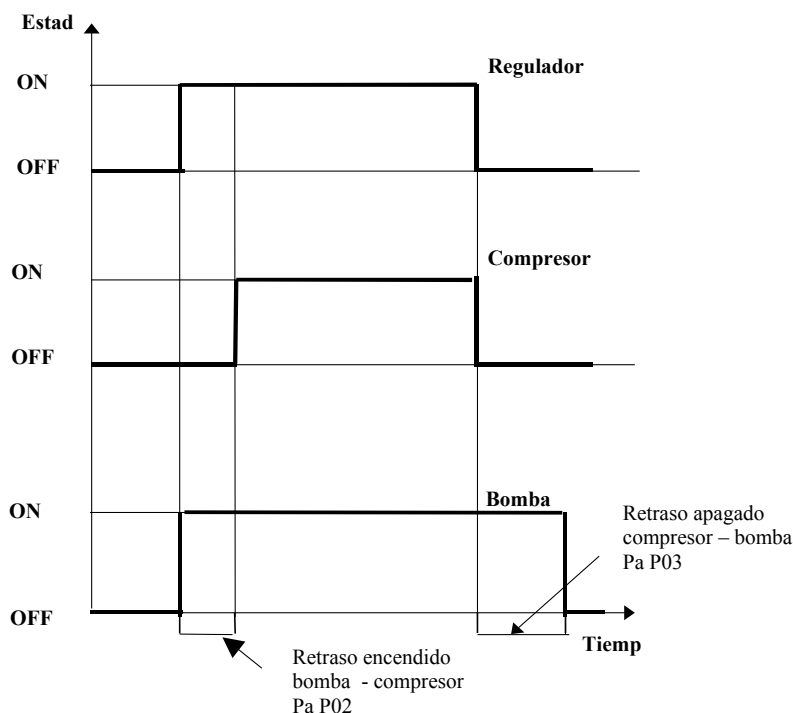 Estad
ON
Regulador
OFF
ON
Compresor
OFF
ON
Bomba
Retraso apagado
compresor – bomba
Pa P03
OFF
Tiemp
Retraso encendido
bomba - compresor
Pa P02